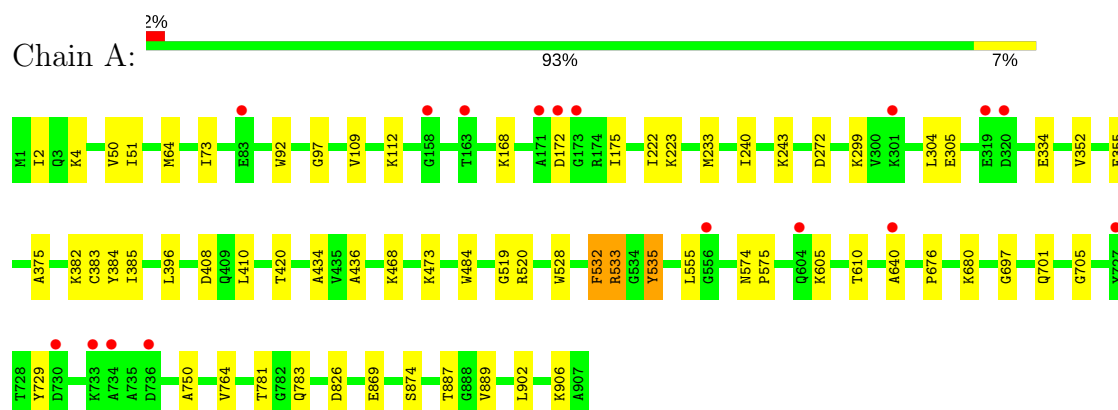 2%
Chain A:
93% 7%
M1 I2 Q3 K4 V50 I51 M64 I73 E83 W92 G97 V109 K112 G158 T163 K168 A171 D172 G173 R174 I175 I222 K223 M233 I240 K243 D272 K299 V300 K301 L304 E305 E319 D320 E334 V352
A375 K382 C383 Y384 I385 L396 D408 Q409 L410 T420 A434 V435 A436 K468 K473 W484 G519 R520 W528 F532 R533 G534 Y535 L555 G556 N574 P575 Q604 K605 T610 A640 P676 K680 G697 Q701 G705
T728 Y729 D730 K733 A734 A735 D736 A750 V764 T781 G782 Q783 D826 E869 S874 T887 G888 V889 L902 K906 A907